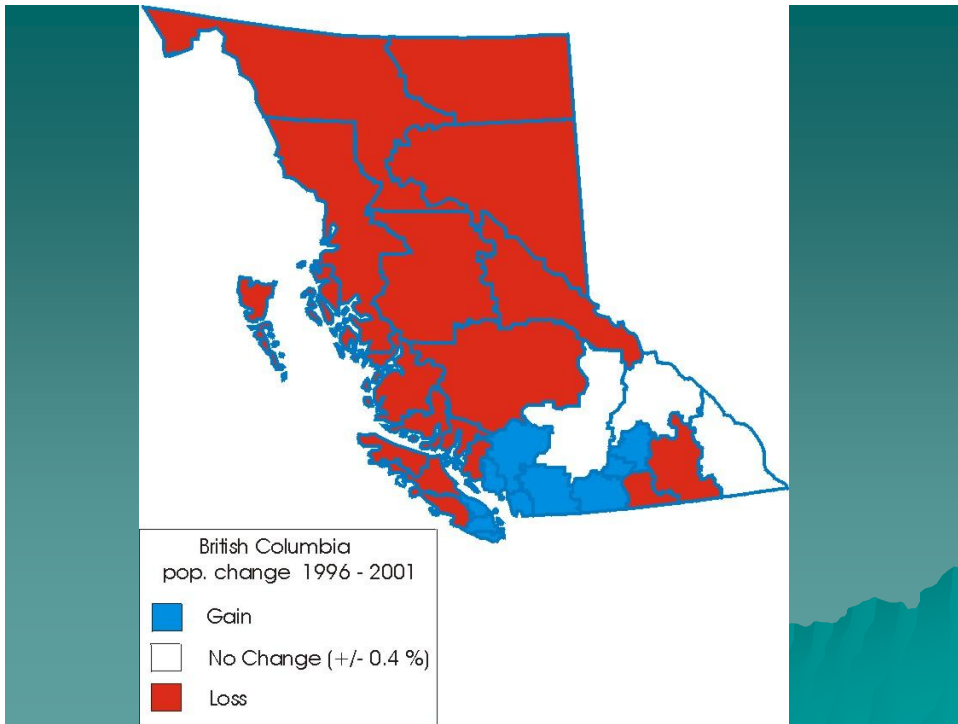 British Columbia
pop. change 1996 - 2001
Gain
No Change (+/- 0.4 %)
Loss